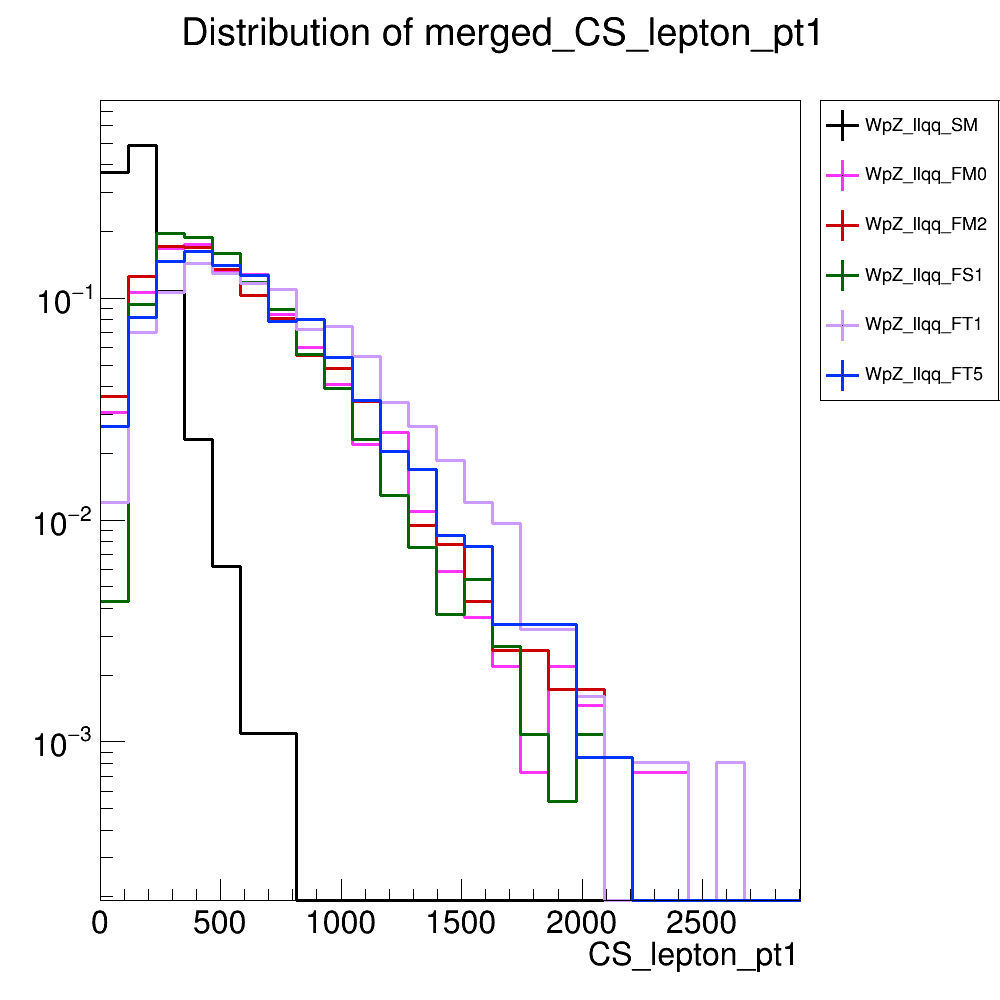 Distribution of merged_CS_lepton_pt1
WpZ_llqq_SM
WpZ_llqq_FM0
WpZ_llqq_FM2
WpZ_llqq_FS1
WpZ_llqq_FT1
WpZ_llqq_FT5
10⁻¹
10⁻²
10⁻³
0 500 1000 1500 2000 2500
CS_lepton_pt1